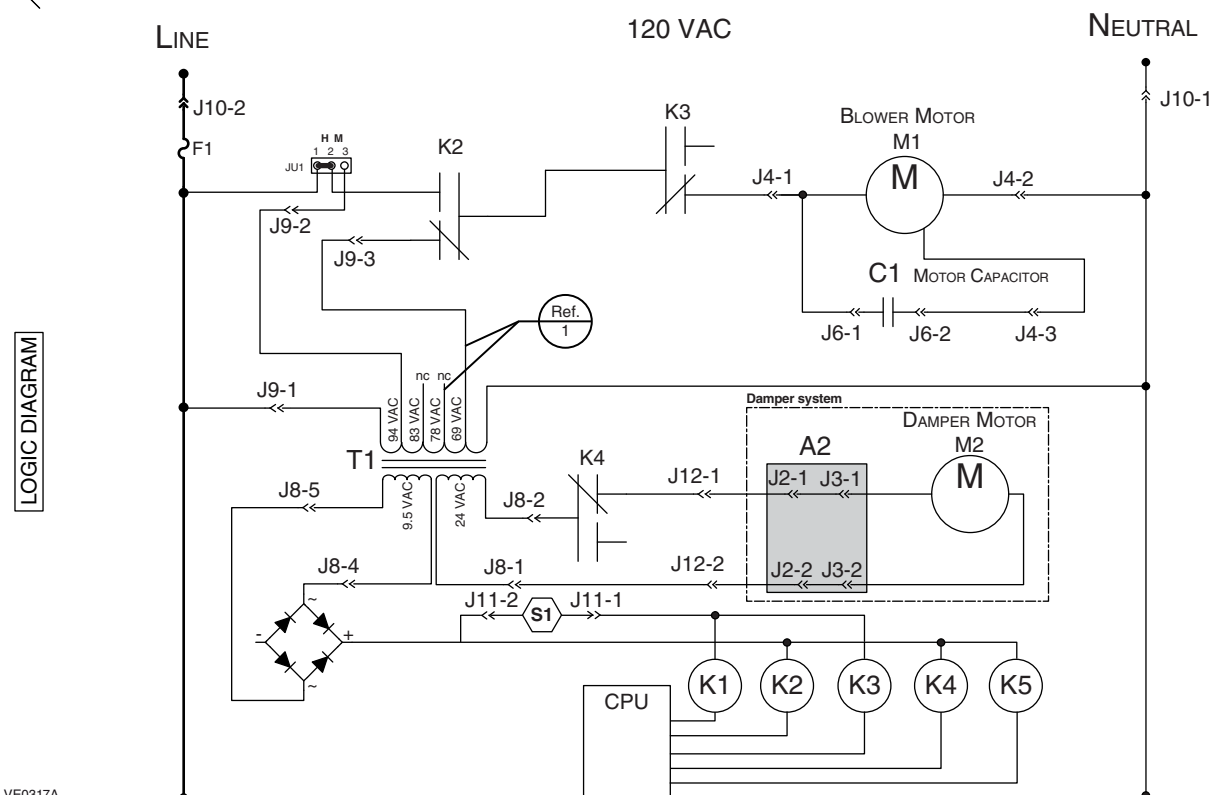 LINE
120 VAC
NEUTRAL
J10-2
J10-1
F1
H M
1 2 3
JU1
K2
K3
BLOWER MOTOR
M1
M
J4-1
J4-2
J9-2
J9-3
C1 MOTOR CAPACITOR
J6-1
J6-2
J4-3
Ref.
1
LOGIC DIAGRAM
nc nc
J9-1
94 VAC
83 VAC
78 VAC
69 VAC
T1
Damper system
DAMPER MOTOR
A2
M2
M
K4
J12-1
J2-1
J3-1
J8-5
9.5 VAC
24 VAC
J8-2
J8-4
J8-1
J12-2
J2-2
J3-2
J11-2
S1
J11-1
~
-
+
~
K1
K2
K3
K4
K5
CPU
VE0317A